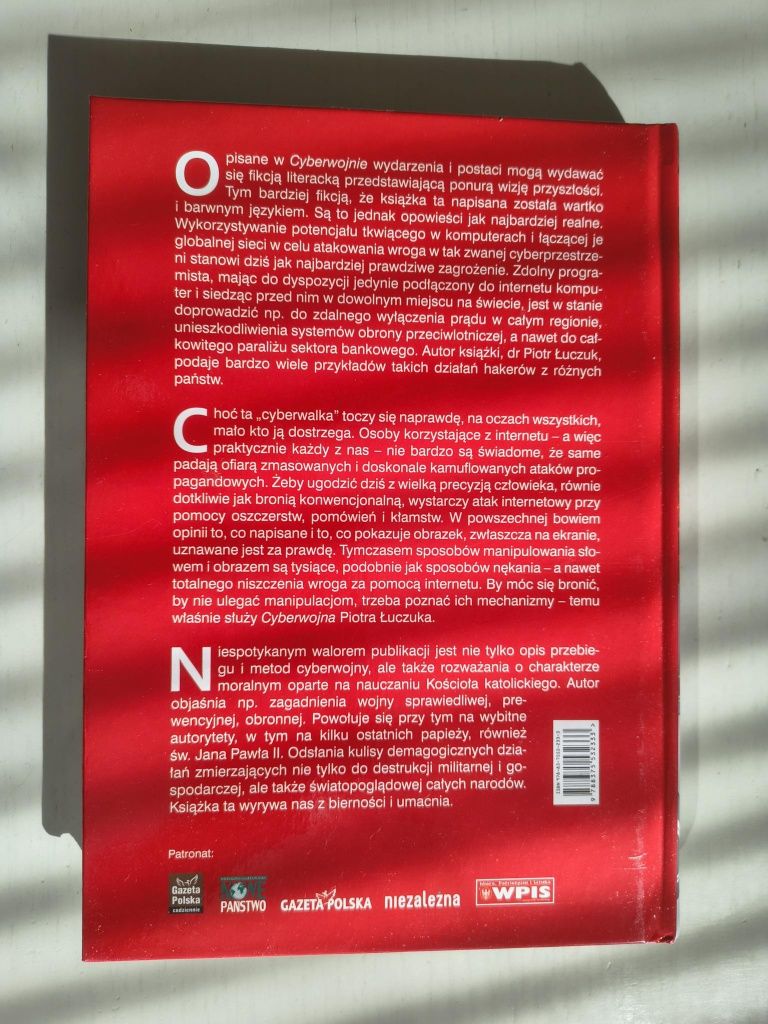 Opisane w Cyberwojnie wydarzenia i postaci mogą wydawać
się fikcją literacką przedstawiającą ponurą wizję przyszłości.
Tym bardziej fikcją, że książka ta napisana została wartko
i barwnym językiem. Są to jednak opowieści jak najbardziej realne.
Wykorzystywanie potencjału tkwiącego w komputerach i łączącej je
globalnej sieci w celu atakowania wroga w tak zwanej cyberprzestrze-
ni stanowi dziś jak najbardziej prawdziwe zagrożenie. Zdolny progra-
mista, mając do dyspozycji jedynie podłączony do internetu kompu-
ter i siedząc przed nim w dowolnym miejscu na świecie, jest w stanie
doprowadzić np. do zdalnego wyłączenia prądu w całym regionie,
unieszkodliwienia systemów obrony przeciwlotniczej, a nawet do cał-
kowitego paraliżu sektora bankowego. Autor książki, dr Piotr Łuczuk,
podaje bardzo wiele przykładów takich działań hakerów z różnych
państw.
Choć ta „cyberwalka” toczy się naprawdę, na oczach wszystkich,
mało kto ją dostrzega. Osoby korzystające z internetu – a więc
praktycznie każdy z nas – nie bardzo są świadome, że same
padają ofiarą zmasowanych i doskonale kamuflowanych ataków pro-
pagandowych. Żeby ugodzić dziś z wielką precyzją człowieka, równie
dotkliwie jak bronią konwencjonalną, wystarczy atak internetowy przy
pomocy oszczerstw, pomówień i kłamstw. W powszechnej bowiem
opinii to, co napisane i to, co pokazuje obrazek, zwłaszcza na ekranie,
uznawane jest za prawdę. Tymczasem sposobów manipulowania sło-
wem i obrazem są tysiące, podobnie jak sposobów nękania – a nawet
totalnego niszczenia wroga za pomocą internetu. By móc się bronić,
by nie ulegać manipulacjom, trzeba poznać ich mechanizmy – temu
właśnie służy Cyberwojna Piotra Łuczuka.
Niespotykanym walorem publikacji jest nie tylko opis przebie-
gu i metod cyberwojny, ale także rozważania o charakterze
moralnym oparte na nauczaniu Kościoła katolickiego. Autor
objaśnia np. zagadnienia wojny sprawiedliwej, pre-
wencyjnej, obronnej. Powołuje się przy tym na wybitne
autorytety, w tym na kilku ostatnich papieży, również
św. Jana Pawła II. Odsłania kulisy demagogicznych dzia-
łań zmierzających nie tylko do destrukcji militarnej i go-
spodarczej, ale także światopoglądowej całych narodów.
Książka ta wyrywa nas z bierności i umacnia.
Patronat:
Gazeta
Polska
codziennie
NOWE
PAŃSTWO
GAZETA POLSKA
niezależna
WPIS